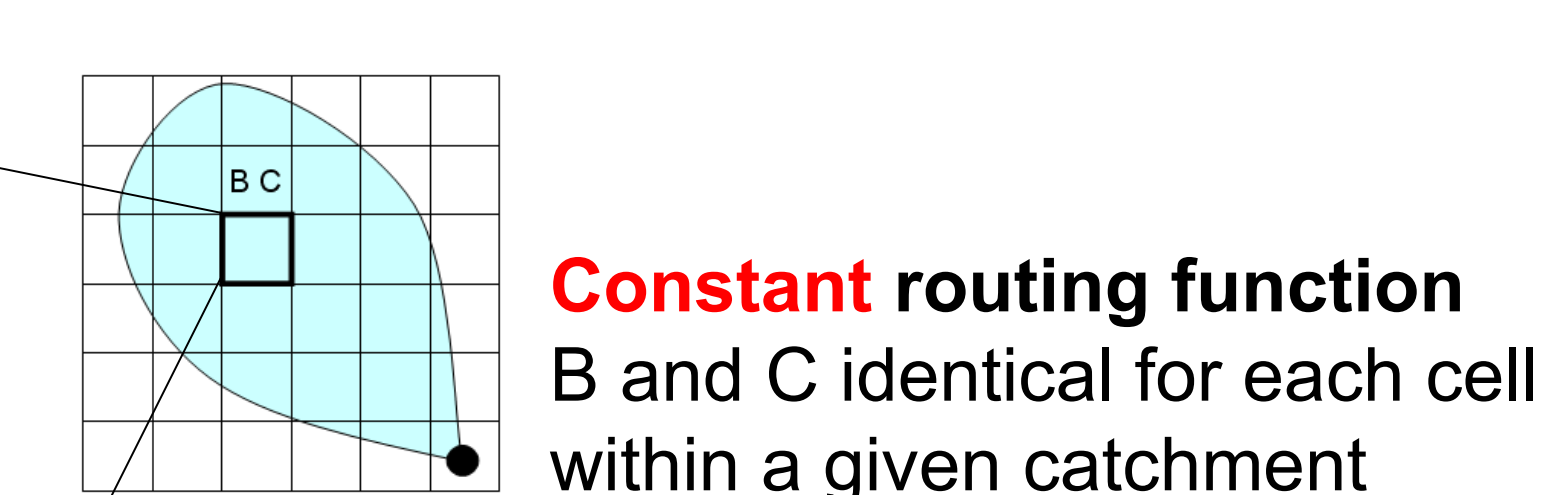 B C
Constant routing function
B and C identical for each cell
within a given catchment